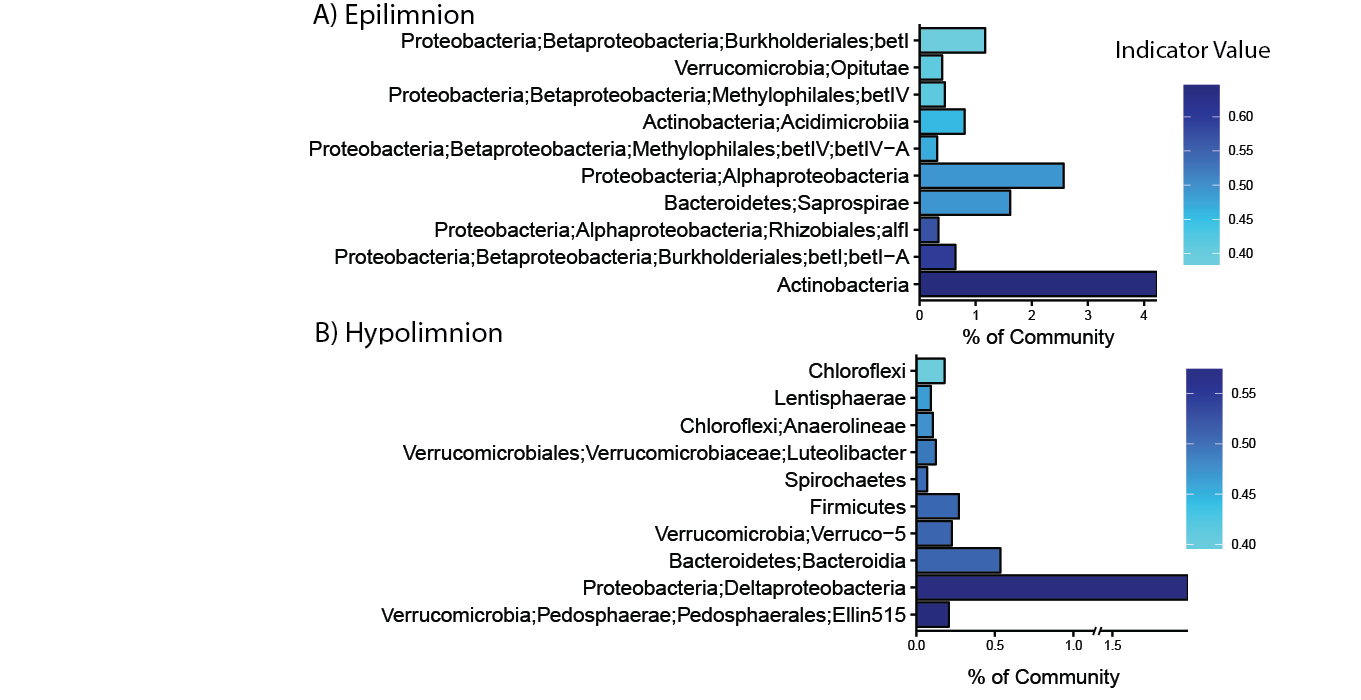 A) Epilimnion
Proteobacteria;Betaproteobacteria;Burkholderiales;betI
Verrucomicrobia;Opitutae
Proteobacteria;Betaproteobacteria;Methylophilales;betIV
Actinobacteria;Acidimicrobiia
Proteobacteria;Betaproteobacteria;Methylophilales;betIV;betIV−A
Proteobacteria;Alphaproteobacteria
Bacteroidetes;Saprospirae
Proteobacteria;Alphaproteobacteria;Rhizobiales;alfI
Proteobacteria;Betaproteobacteria;Burkholderiales;betI;betI−A
Actinobacteria
0 1 2 3 4
% of Community
Indicator Value
0.60
0.55
0.50
0.45
0.40
B) Hypolimnion
Chloroflexi
Lentisphaerae
Chloroflexi;Anaerolineae
Verrucomicrobiales;Verrucomicrobiaceae;Luteolibacter
Spirochaetes
Firmicutes
Verrucomicrobia;Verruco−5
Bacteroidetes;Bacteroidia
Proteobacteria;Deltaproteobacteria
Verrucomicrobia;Pedosphaerae;Pedosphaerales;Ellin515
0.0 0.5 1.0 1.5
% of Community
0.55
0.50
0.45
0.40